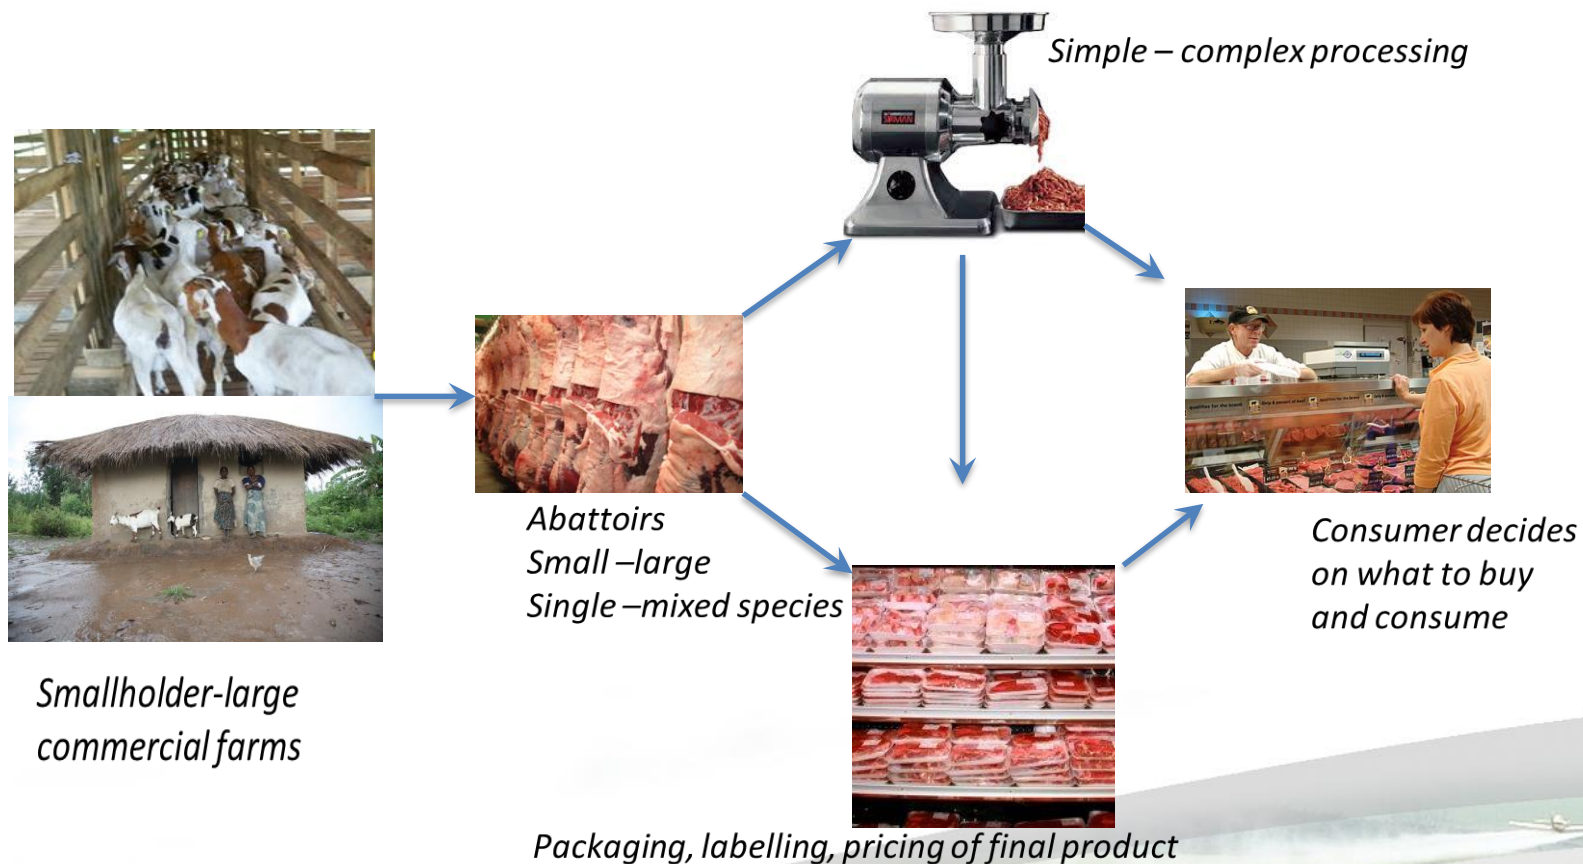 Simple – complex processing
SIRMAN
Abattoirs
Small –large
Single –mixed species
Consumer decides
on what to buy
and consume
Smallholder-large
commercial farms
Packaging, labelling, pricing of final product